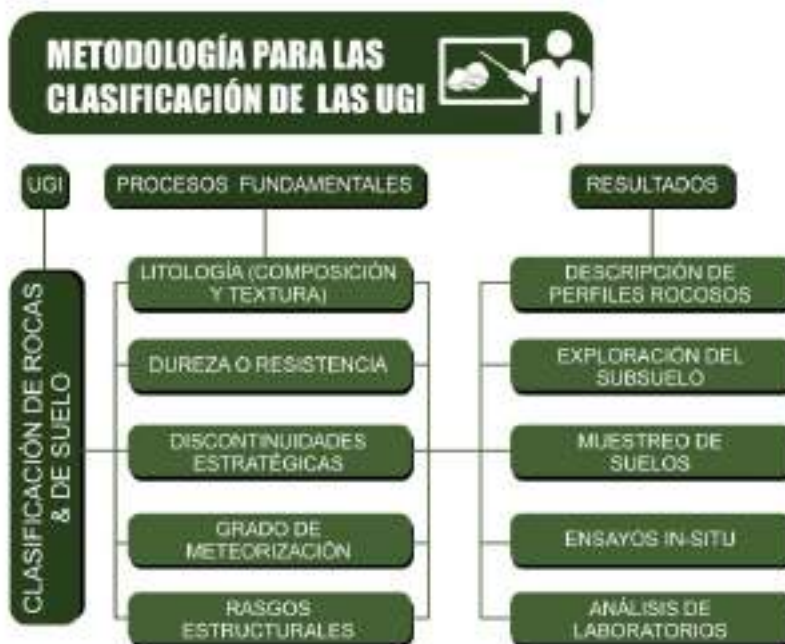 METODOLOGÍA PARA LAS
CLASIFICACIÓN DE LAS UGI
UGI
PROCESOS FUNDAMENTALES
RESULTADOS
CLASIFICACIÓN DE ROCAS
& DE SUELO
LITOLOGÍA (COMPOSICIÓN
Y TEXTURA)
DUREZA O RESISTENCIA
DISCONTINUIDADES
ESTRATÉGICAS
GRADO DE
METEORIZACIÓN
RASGOS
ESTRUCTURALES
DESCRIPCIÓN DE
PERFILES ROCOSOS
EXPLORACIÓN DEL
SUBSUELO
MUESTREO DE
SUELOS
ENSAYOS IN-SITU
ANÁLISIS DE
LABORATORIOS